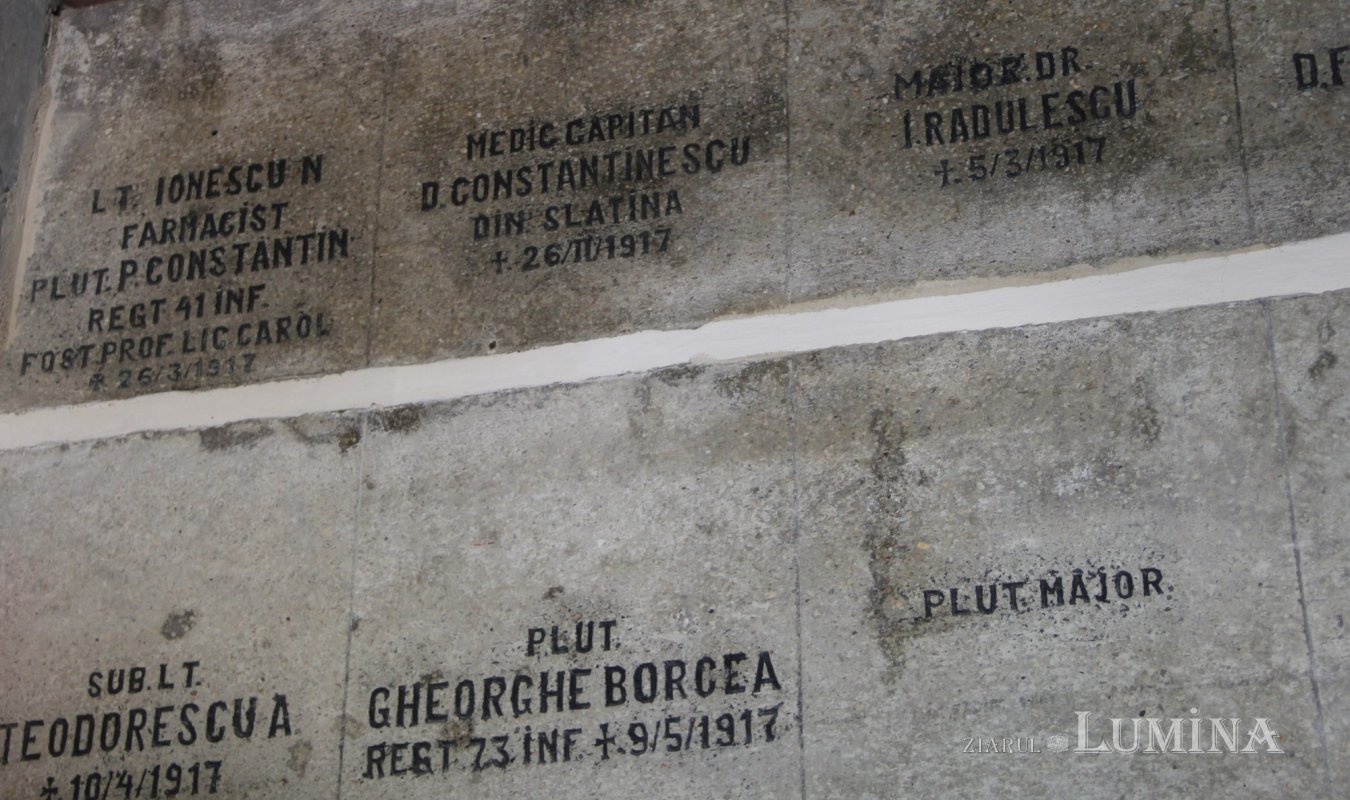 LT. IONESCU N
FARMACIST
PLUT. P. CONSTANTIN
REGT 41 INF.
FOST PROF. LIC CAROL
†. 26/3/1917
MEDIC CAPITAN
D. CONSTANTINESCU
DIN SLATINA
†. 26/II/1917
MAIOR. DR.
I. RADULESCU
†. 5/3/1917
SUB. LT.
TEODORESCU A
†. 10/4/1917
PLUT.
GHEORGHE BORCEA
REGT 73 INF. †. 9/5/1917
PLUT. MAJOR.
ZIARUL LUMINA